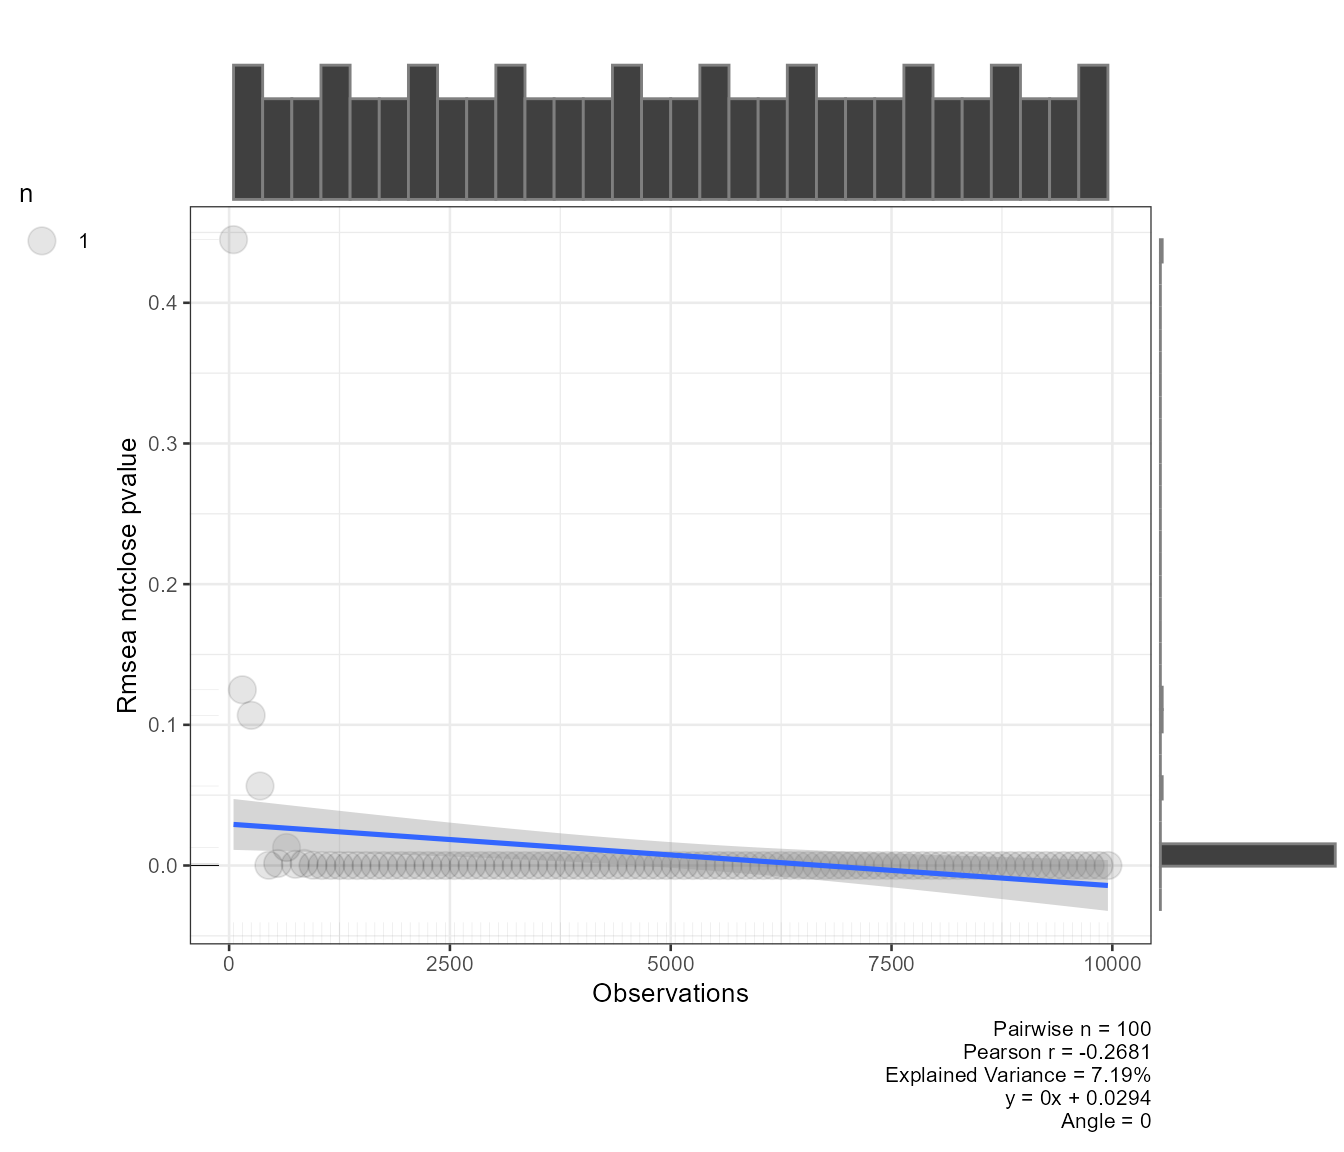 n
1
Rmsea notclose pvalue
0.4
0.3
0.2
0.1
0.0
0
2500
5000
7500
10000
Observations
Pairwise n = 100
Pearson r = -0.2681
Explained Variance = 7.19%
y = 0x + 0.0294
Angle = 0